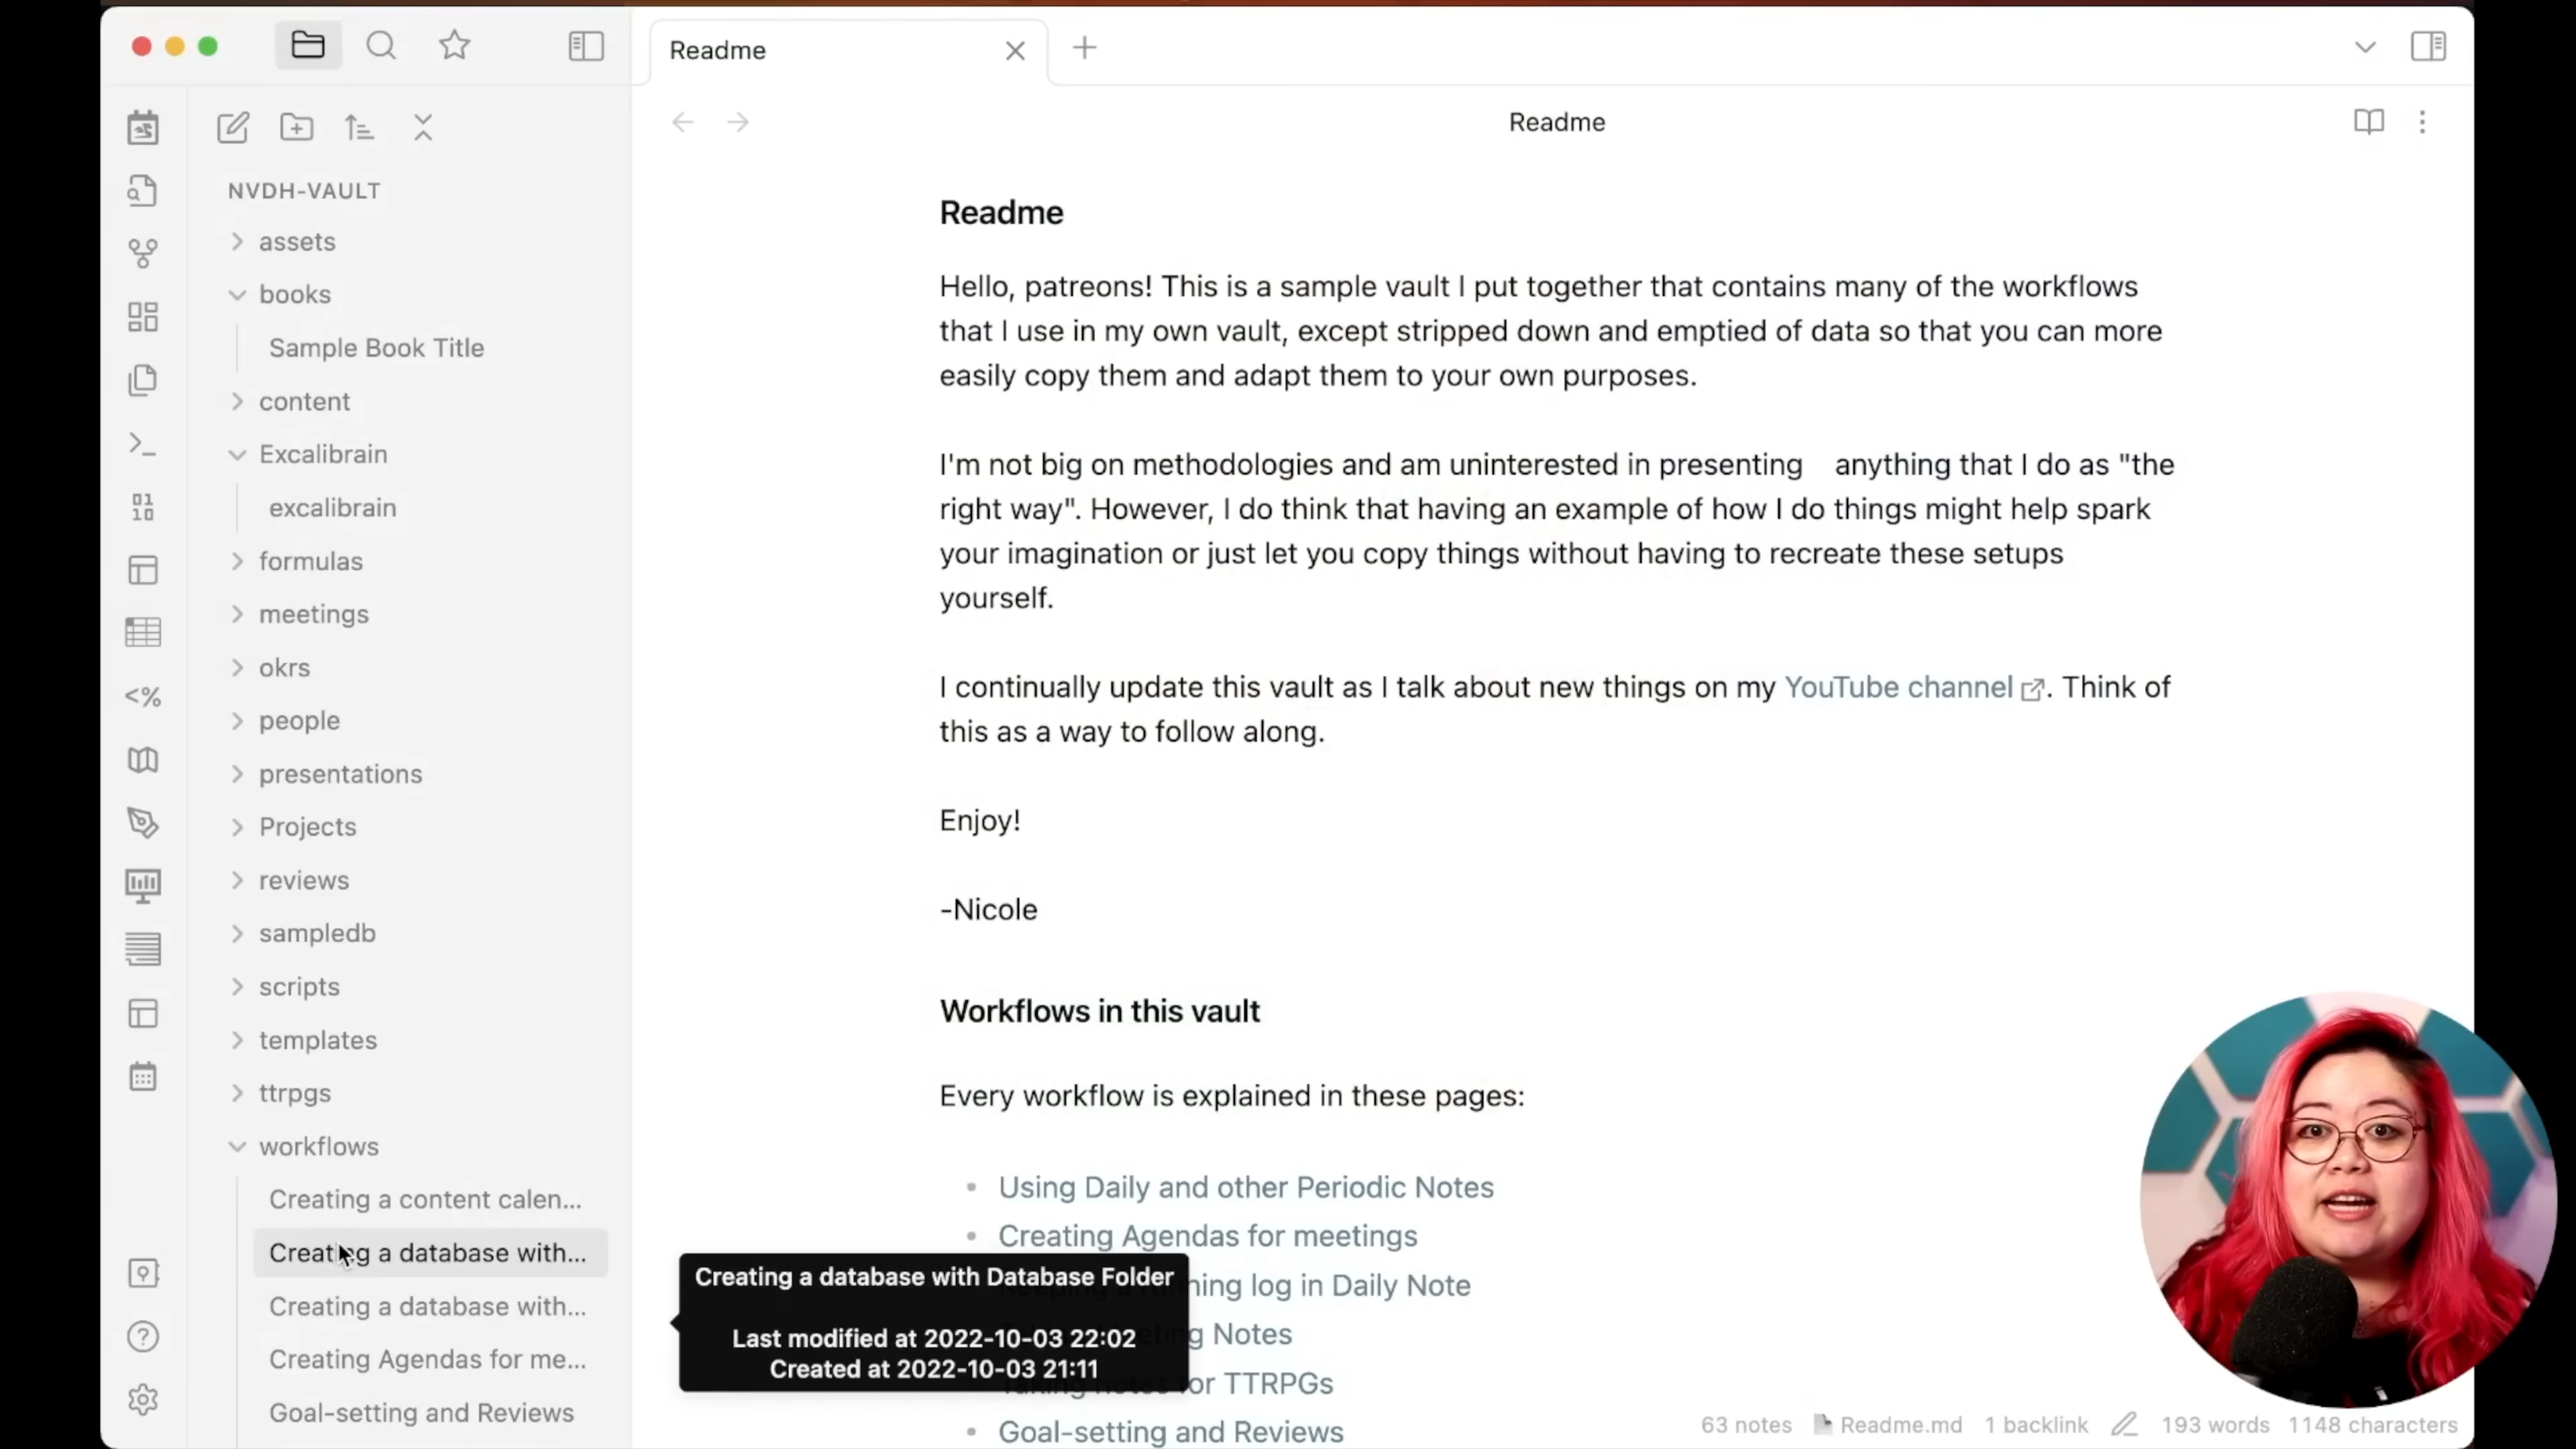 Readme
NVDH-VAULT
assets
books
Sample Book Title
content
Excalibrain
excalibrain
formulas
meetings
okrs
people
presentations
Projects
reviews
sampledb
scripts
templates
ttrpgs
workflows
Creating a content calen...
Creating a database with...
Creating a database with...
Creating Agendas for me...
Goal-setting and Reviews
01
10
<%
Readme
Readme
Hello, patreons! This is a sample vault I put together that contains many of the workflows
that I use in my own vault, except stripped down and emptied of data so that you can more
easily copy them and adapt them to your own purposes.
I'm not big on methodologies and am uninterested in presenting anything that I do as "the
right way". However, I do think that having an example of how I do things might help spark
your imagination or just let you copy things without having to recreate these setups
yourself.
I continually update this vault as I talk about new things on my YouTube channel. Think of
this as a way to follow along.
Enjoy!
-Nicole
Workflows in this vault
Every workflow is explained in these pages:
• Using Daily and other Periodic Notes
• Creating Agendas for meetings
log in Daily Note
Notes
for TTRPGs
• Goal-setting and Reviews
Creating a database with Database Folder
Last modified at 2022-10-03 22:02
Created at 2022-10-03 21:11
63 notes Readme.md 1 backlink 193 words 1148 characters